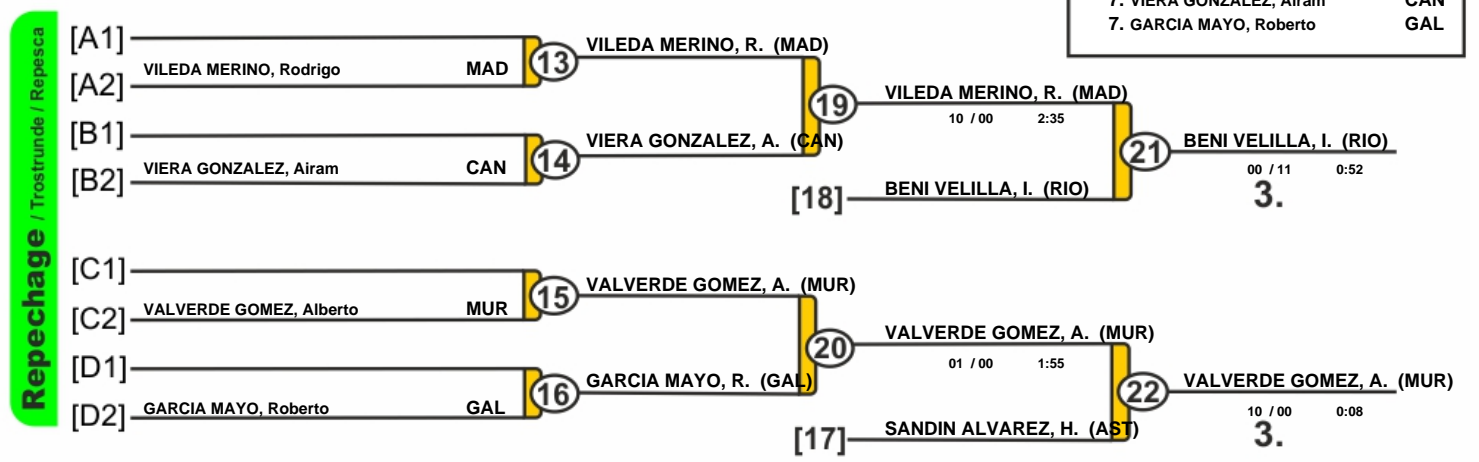 7. VIERA GONZALEZ, Airam CAN
7. GARCIA MAYO, Roberto GAL
Repechage / Trostrunde / Repesca
[A1]
VILEDA MERINO, Rodrigo MAD
[A2]
13
VILEDA MERINO, R. (MAD)
[B1]
VIERA GONZALEZ, Airam CAN
[B2]
14
VIERA GONZALEZ, A. (CAN)
19
VILEDA MERINO, R. (MAD)
10 / 00 2:35
[18]
BENI VELILLA, I. (RIO)
21
BENI VELILLA, I. (RIO)
00 / 11 0:52
3.
[C1]
VALVERDE GOMEZ, Alberto MUR
[C2]
15
VALVERDE GOMEZ, A. (MUR)
[D1]
GARCIA MAYO, Roberto GAL
[D2]
16
GARCIA MAYO, R. (GAL)
20
VALVERDE GOMEZ, A. (MUR)
01 / 00 1:55
[17]
SANDIN ALVAREZ, H. (AST)
22
VALVERDE GOMEZ, A. (MUR)
10 / 00 0:08
3.